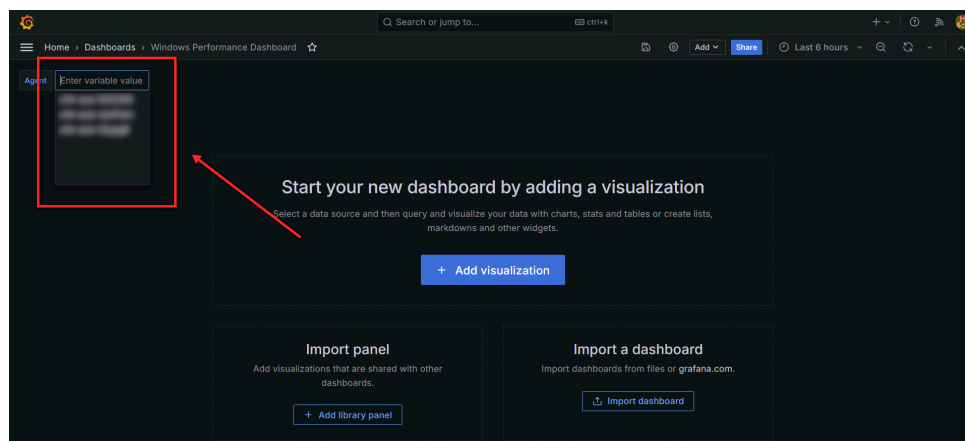 Search or jump to... ctrl+k
Home › Dashboards › Windows Performance Dashboard Add Share Last 6 hours
Agent Enter variable value
Start your new dashboard by adding a visualization
Select a data source and then query and visualize your data with charts, stats and tables or create lists,
markdowns and other widgets.
+ Add visualization
Import panel
Add visualizations that are shared with other
dashboards.
+ Add library panel
Import a dashboard
Import dashboards from files or grafana.com.
Import dashboard